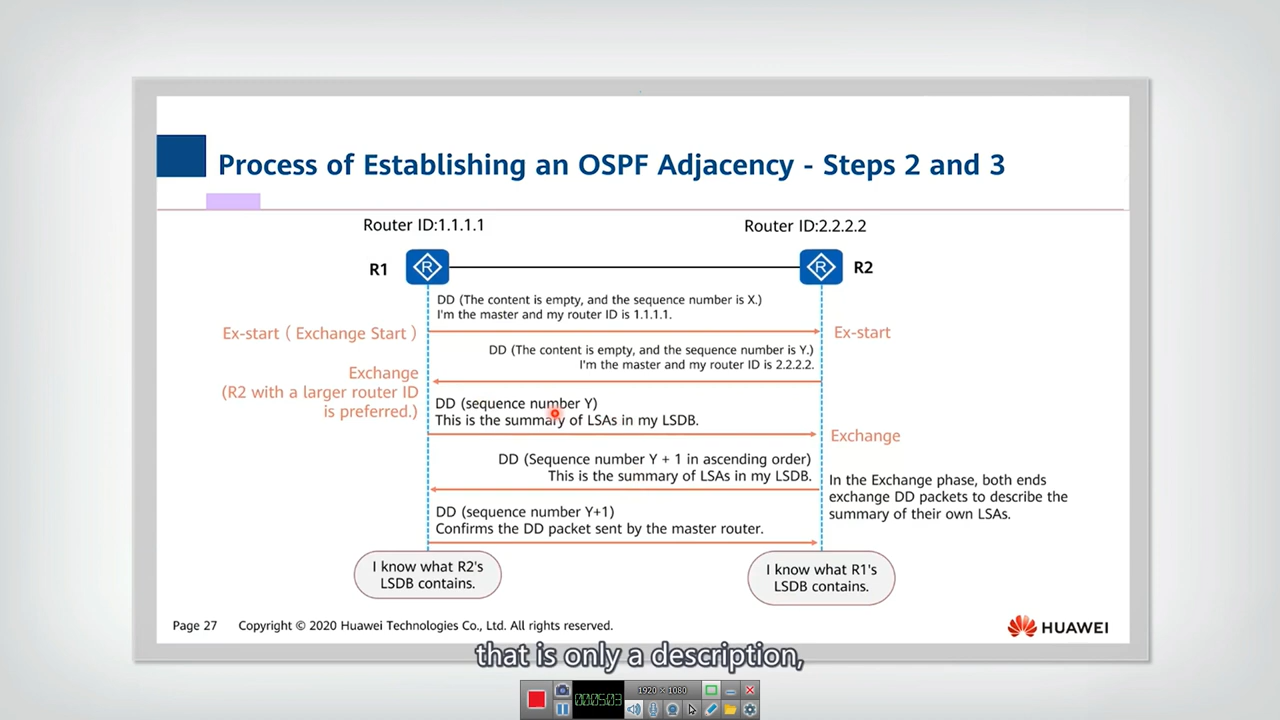 Process of Establishing an OSPF Adjacency - Steps 2 and 3
Router ID:1.1.1.1
Router ID:2.2.2.2
R1
R
R
R2
DD (The content is empty, and the sequence number is X.)
I'm the master and my router ID is 1.1.1.1.
Ex-start ( Exchange Start )
Ex-start
DD (The content is empty, and the sequence number is Y.)
I'm the master and my router ID is 2.2.2.2.
Exchange
(R2 with a larger router ID
is preferred.)
DD (sequence number Y)
This is the summary of LSAs in my LSDB.
Exchange
DD (Sequence number Y + 1 in ascending order)
This is the summary of LSAs in my LSDB.
In the Exchange phase, both ends
exchange DD packets to describe the
summary of their own LSAs.
DD (sequence number Y+1)
Confirms the DD packet sent by the master router.
I know what R2's
LSDB contains.
I know what R1's
LSDB contains.
Page 27
Copyright © 2020 Huawei Technologies Co., Ltd. All rights reserved.
HUAWEI
that is only a description,
000503
1920 × 1080